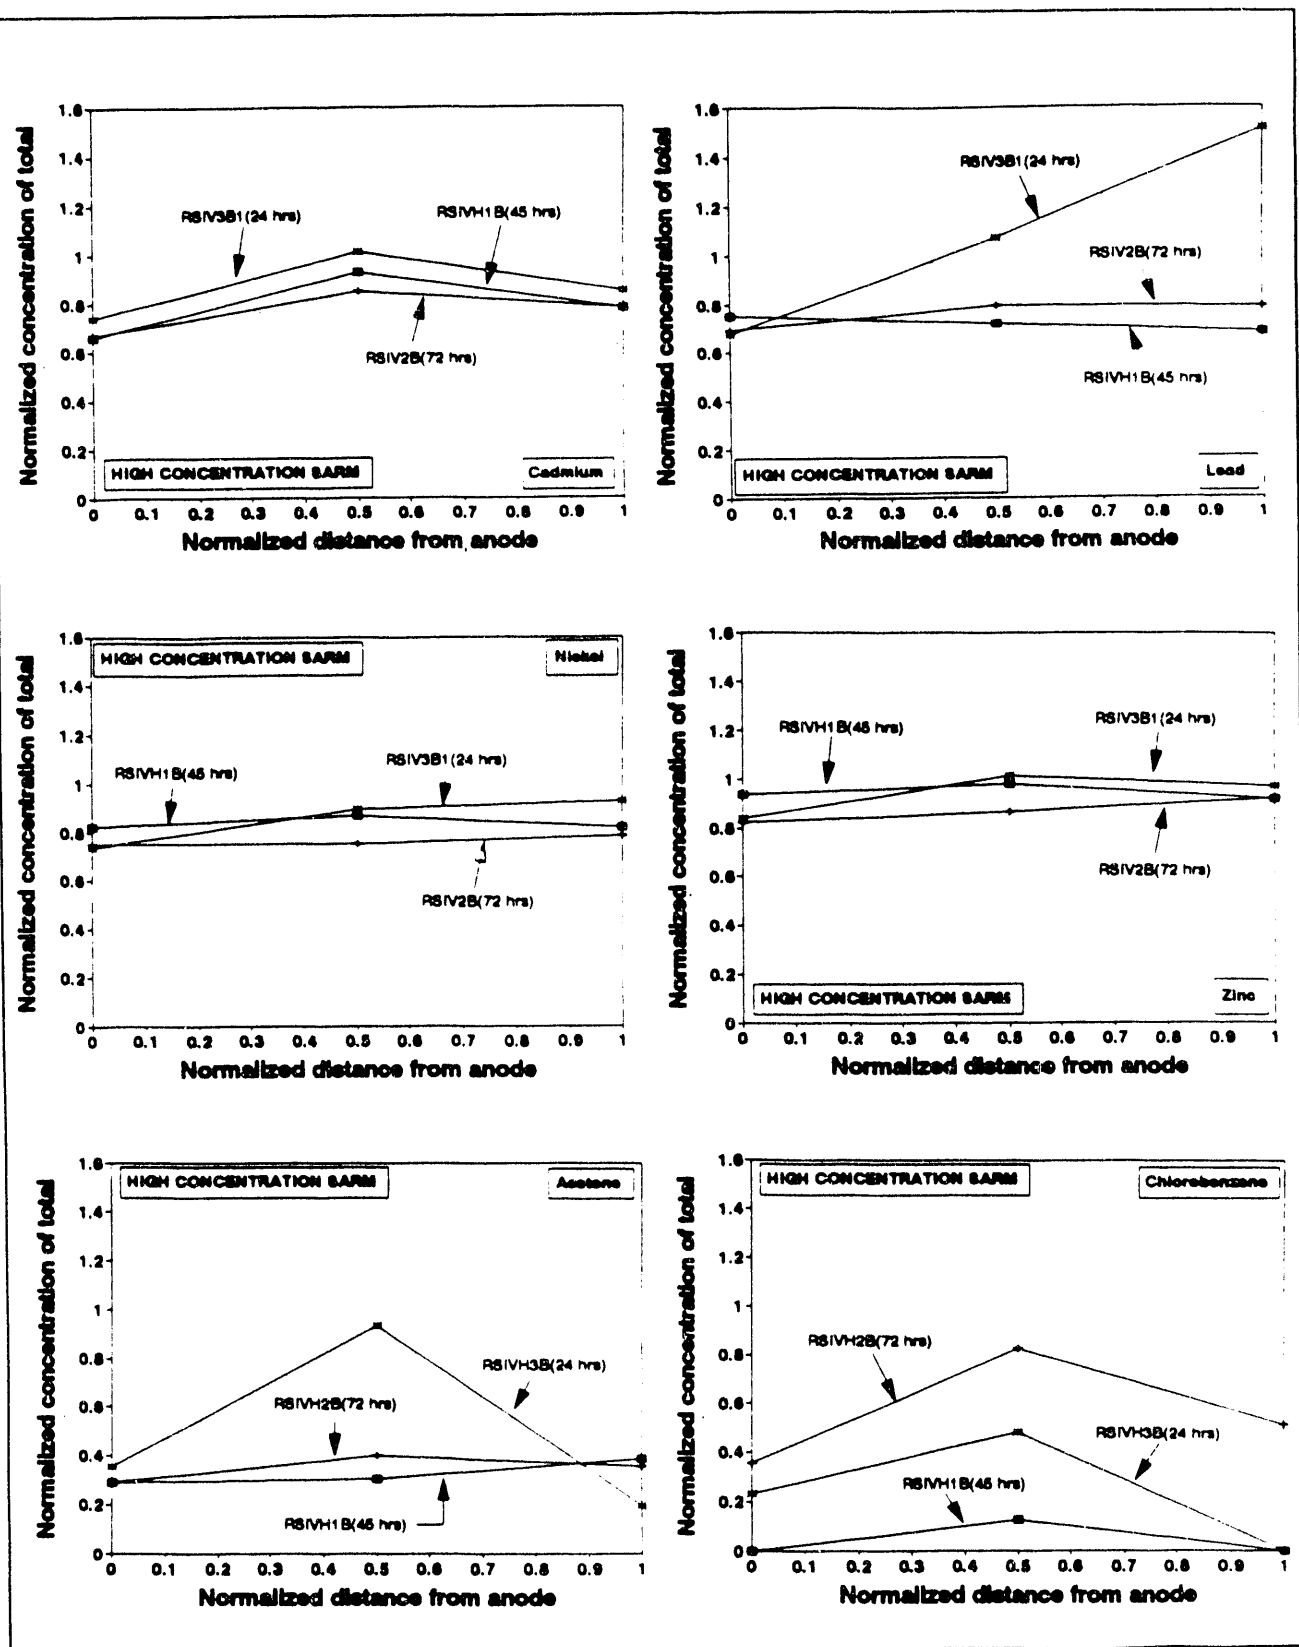 1.6
1.4
1.2
1
0.8
0.6
0.4
0.2
0
Normalized concentration of total
RSIV3B1(24 hrs)
RSIVH1B(45 hrs)
RSIV2B(72 hrs)
HIGH CONCENTRATION SARM
Cadmium
0 0.1 0.2 0.3 0.4 0.5 0.6 0.7 0.8 0.9 1
Normalized distance from anode
1.6
1.4
1.2
1
0.8
0.6
0.4
0.2
0
Normalized concentration of total
RSIV3B1(24 hrs)
RSIV2B(72 hrs)
RSIVH1B(45 hrs)
HIGH CONCENTRATION SARM
Lead
0 0.1 0.2 0.3 0.4 0.5 0.6 0.7 0.8 0.9 1
Normalized distance from anode
1.6
1.4
1.2
1
0.8
0.6
0.4
0.2
0
Normalized concentration of total
HIGH CONCENTRATION SARM
Nickel
RSIVH1B(45 hrs)
RSIV3B1(24 hrs)
RSIV2B(72 hrs)
0 0.1 0.2 0.3 0.4 0.5 0.6 0.7 0.8 0.9 1
Normalized distance from anode
1.6
1.4
1.2
1
0.8
0.6
0.4
0.2
0
Normalized concentration of total
RSIVH1B(45 hrs)
RSIV3B1(24 hrs)
RSIV2B(72 hrs)
HIGH CONCENTRATION SARM
Zinc
0 0.1 0.2 0.3 0.4 0.5 0.6 0.7 0.8 0.9 1
Normalized distance from anode
1.6
1.4
1.2
1
0.8
0.6
0.4
0.2
0
Normalized concentration of total
HIGH CONCENTRATION SARM
Acetone
RSIVH3B(24 hrs)
RSIVH2B(72 hrs)
RSIVH1B(45 hrs)
0 0.1 0.2 0.3 0.4 0.5 0.6 0.7 0.8 0.9 1
Normalized distance from anode
1.6
1.4
1.2
1
0.8
0.6
0.4
0.2
0
Normalized concentration of total
HIGH CONCENTRATION SARM
Chlorobenzene
RSIVH2B(72 hrs)
RSIVH3B(24 hrs)
RSIVH1B(45 hrs)
0 0.1 0.2 0.3 0.4 0.5 0.6 0.7 0.8 0.9 1
Normalized distance from anode